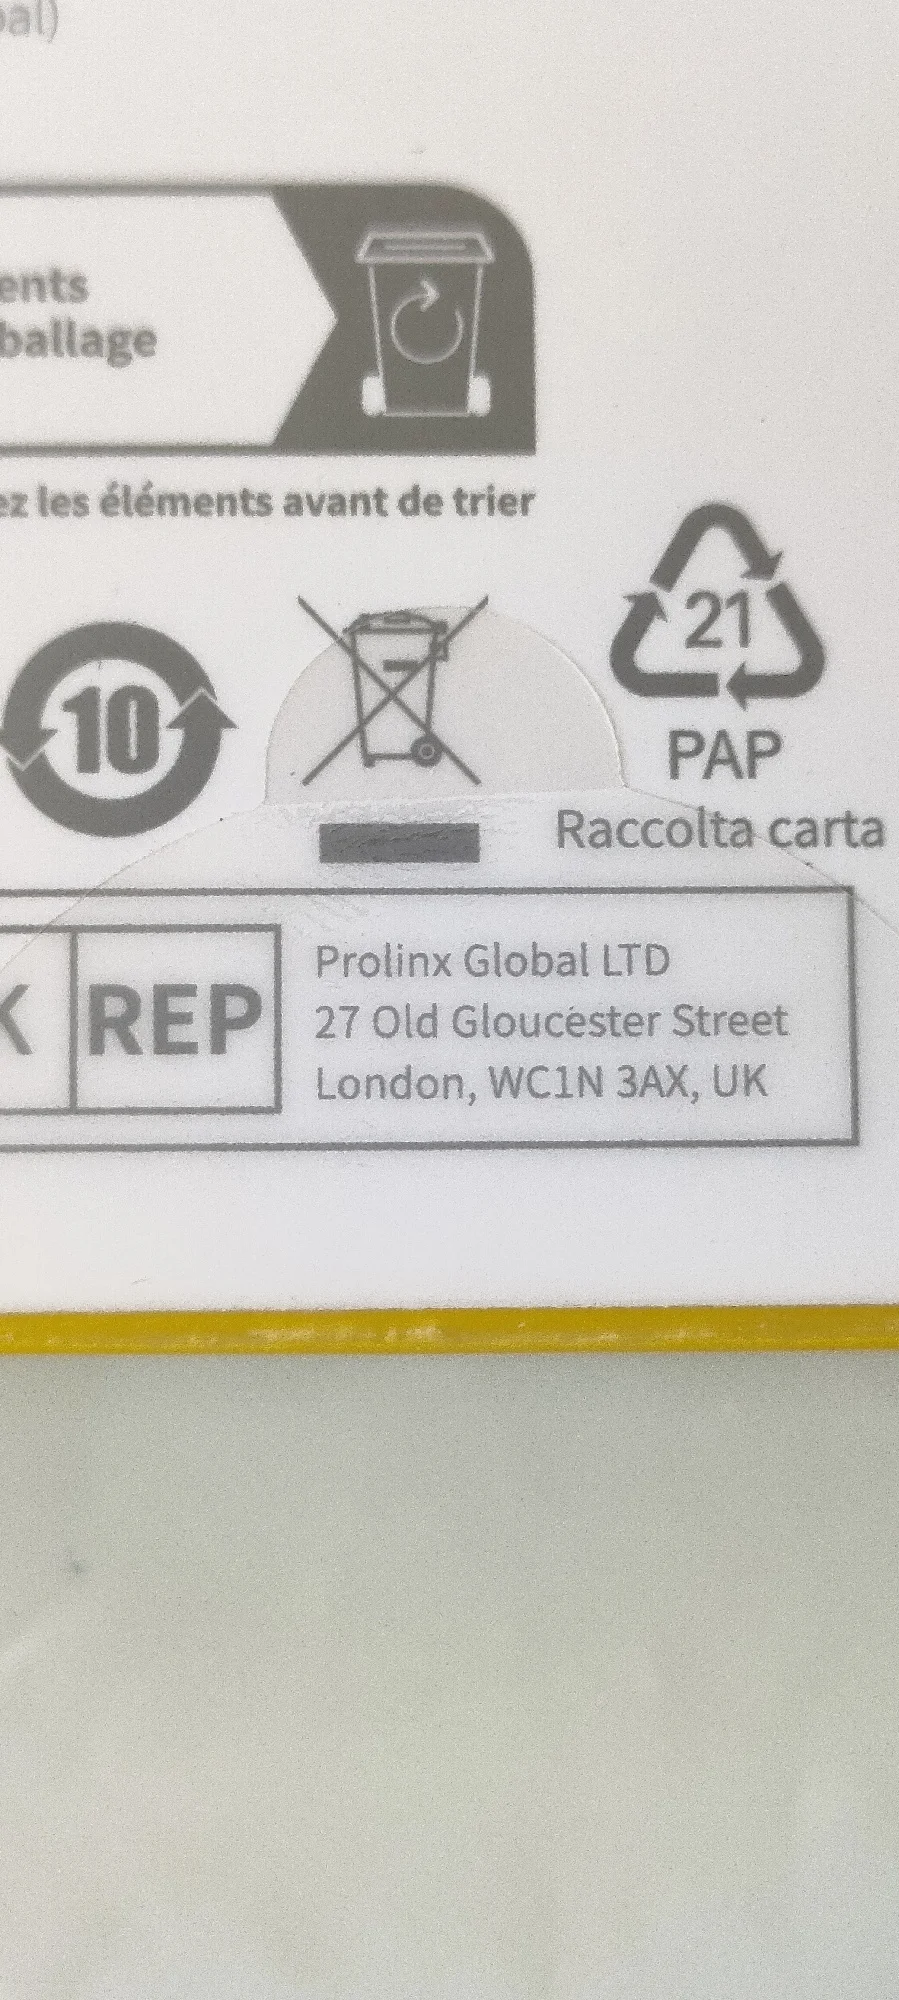 bal)
ents
ballage
ez les éléments avant de trier
10
21
PAP
Raccolta carta
K REP
Prolinx Global LTD
27 Old Gloucester Street
London, WC1N 3AX, UK